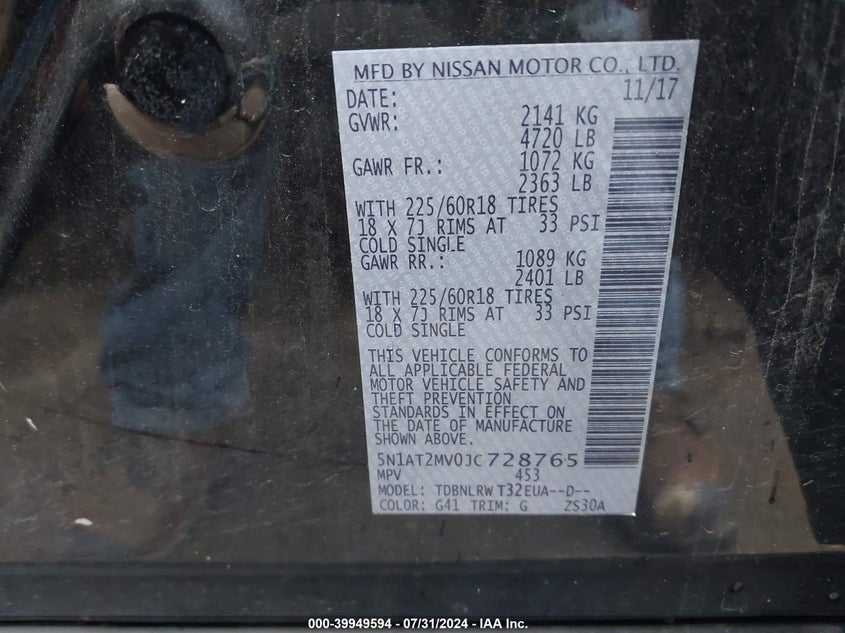 MFD BY NISSAN MOTOR CO., LTD.
DATE: 11/17
GVWR: 2141 KG
4720 LB
GAWR FR.: 1072 KG
2363 LB
WITH 225/60R18 TIRES
18 X 7J RIMS AT 33 PSI
COLD SINGLE
GAWR RR.: 1089 KG
2401 LB
WITH 225/60R18 TIRES
18 X 7J RIMS AT 33 PSI
COLD SINGLE
THIS VEHICLE CONFORMS TO
ALL APPLICABLE FEDERAL
MOTOR VEHICLE SAFETY AND
THEFT PREVENTION
STANDARDS IN EFFECT ON
THE DATE OF MANUFACTURE
SHOWN ABOVE.
5N1AT2MV0JC728765
MPV 453
MODEL: TDBNLRW T32EUA--D--
COLOR: G41 TRIM: G ZS30A
000-39949594 - 07/31/2024 - IAA Inc.